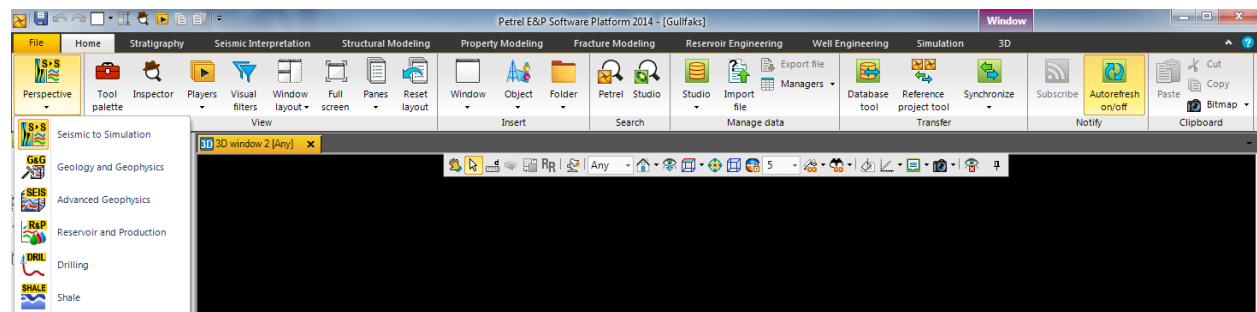 Petrel E&P Software Platform 2014 - [Gullfaks]
Window
File Home Stratigraphy Seismic Interpretation Structural Modeling Property Modeling Fracture Modeling Reservoir Engineering Well Engineering Simulation 3D
S▸S
Perspective
Tool palette
Inspector
Players
Visual filters
Window layout
Full screen
Panes
Reset layout
View
Window
Object
Folder
Insert
Petrel
Studio
Search
Studio
Import file
Export file
Managers
Manage data
Database tool
Reference project tool
Synchronize
Transfer
Subscribe
Autorefresh on/off
Notify
Paste
Cut
Copy
Bitmap
Clipboard
S▸S
Seismic to Simulation
G&G
Geology and Geophysics
SEIS
Advanced Geophysics
R&P
Reservoir and Production
DRIL
Drilling
SHALE
Shale
3D 3D window 2 [Any]
Any
5